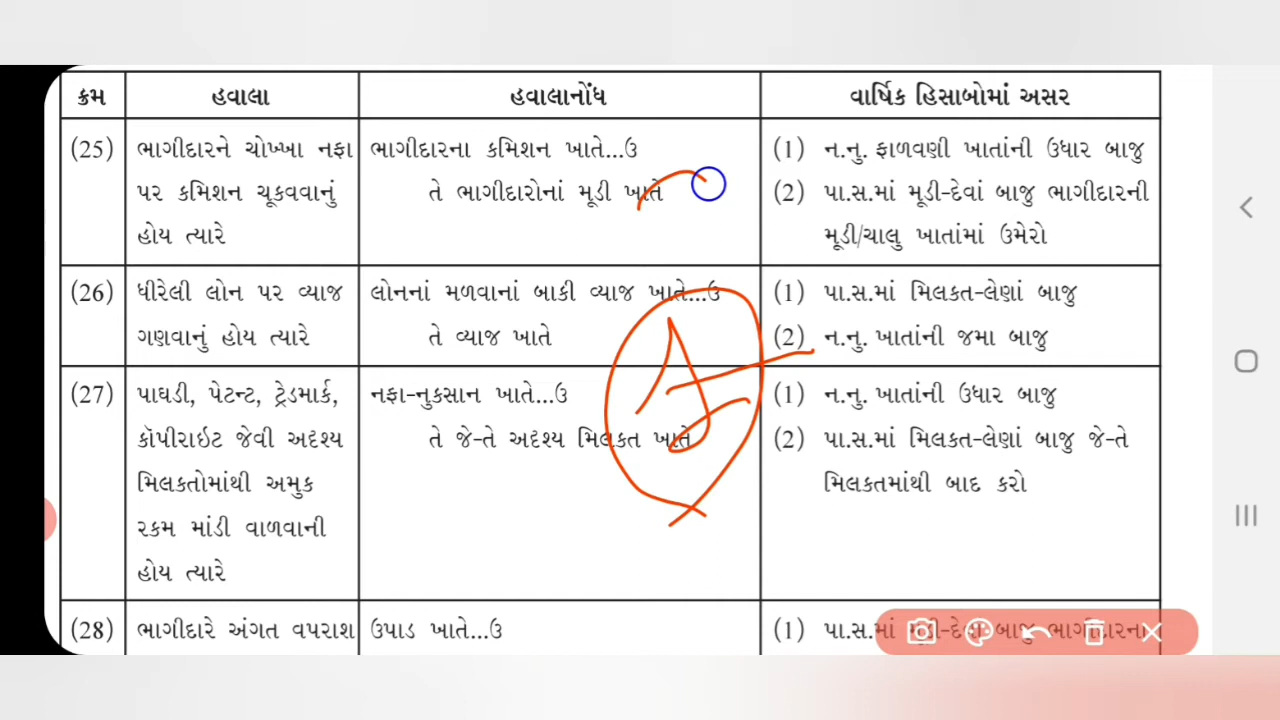 ક્રમ હવાલા હવાલાનોંધ વાર્ષિક હિસાબોમાં અસર
(25) ભાગીદારને ચોખ્ખા નફા ભાગીદારના કમિશન ખાતે...ઉ (1) ન.નુ. ફાળવણી ખાતાંની ઉધાર બાજુ
પર કમિશન ચૂકવવાનું તે ભાગીદારોનાં મૂડી ખાતે (2) પા.સ.માં મૂડી-દેવાં બાજુ ભાગીદારની
હોય ત્યારે મૂડી/ચાલુ ખાતાંમાં ઉમેરો
(26) ધીરેલી લોન પર વ્યાજ લોનનાં મળવાનાં બાકી વ્યાજ ખાતે...ઉ (1) પા.સ.માં મિલકત-લેણાં બાજુ
ગણવાનું હોય ત્યારે તે વ્યાજ ખાતે (2) ન.નુ. ખાતાંની જમા બાજુ
(27) પાઘડી, પેટન્ટ, ટ્રેડમાર્ક, નફા-નુકસાન ખાતે...ઉ (1) ન.નુ. ખાતાંની ઉધાર બાજુ
કૉપીરાઇટ જેવી અદૃશ્ય તે જે-તે અદૃશ્ય મિલકત ખાતે (2) પા.સ.માં મિલકત-લેણાં બાજુ જે-તે
મિલકતોમાંથી અમુક મિલકતમાંથી બાદ કરો
રકમ માંડી વાળવાની
હોય ત્યારે
(28) ભાગીદારે અંગત વપરાશ ઉપાડ ખાતે...ઉ (1) પા.સ.માં મૂડી-દેવાં બાજુ ભાગીદારના